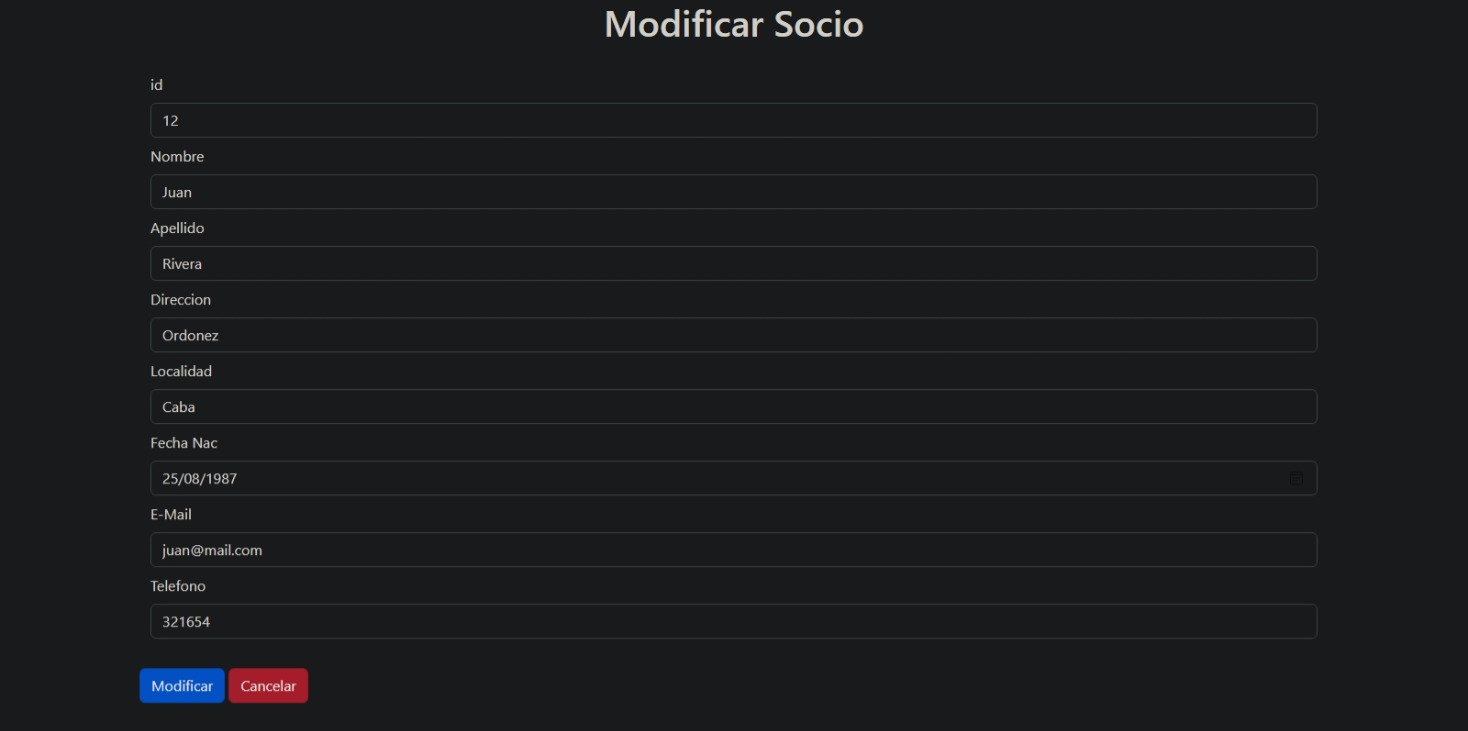 Modificar Socio
id
12
Nombre
Juan
Apellido
Rivera
Direccion
Ordonez
Localidad
Caba
Fecha Nac
25/08/1987
E-Mail
juan@mail.com
Telefono
321654
Modificar Cancelar